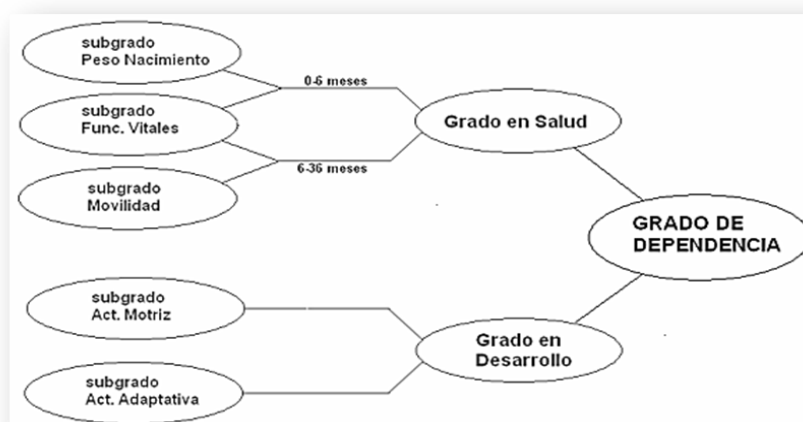 subgrado
Peso Nacimiento
0-6 meses
subgrado
Func. Vitales
Grado en Salud
6-36 meses
subgrado
Movilidad
GRADO DE
DEPENDENCIA
subgrado
Act. Motriz
Grado en
Desarrollo
subgrado
Act. Adaptativa